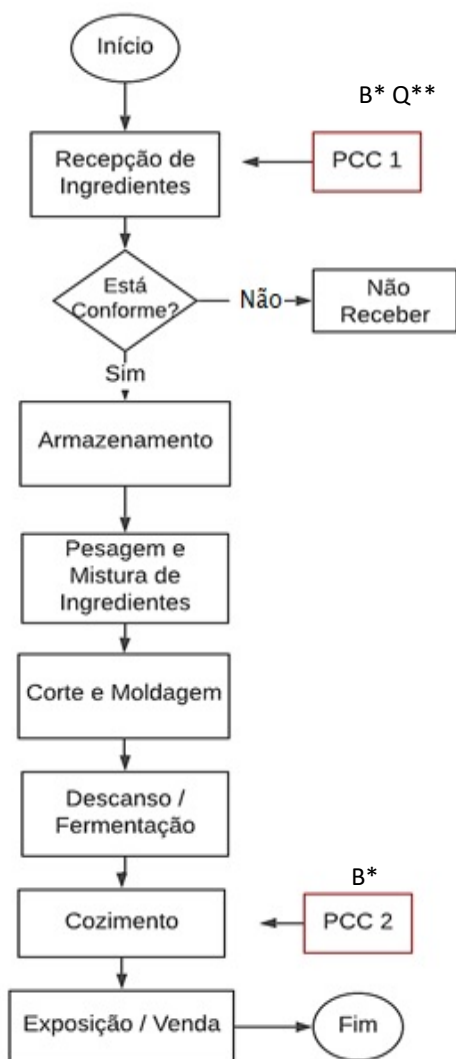 Início
B* Q**
Recepção de
Ingredientes
PCC 1
Está
Conforme?
Não
Não
Receber
Sim
Armazenamento
Pesagem e
Mistura de
Ingredientes
Corte e Moldagem
Descanso /
Fermentação
B*
Cozimento
PCC 2
Exposição / Venda
Fim